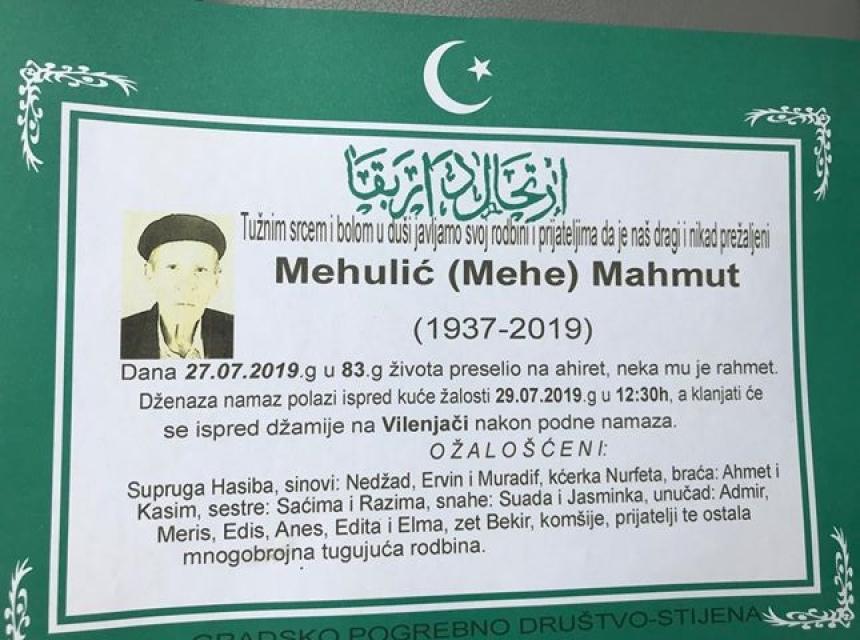 ارتحال دار بقا
Tužnim srcem i bolom u duši javljamo svoj rodbini i prijateljima da je naš dragi i nikad prežaljeni
Mehulić (Mehe) Mahmut
(1937-2019)
Dana 27.07.2019.g u 83.g života preselio na ahiret, neka mu je rahmet.
Dženaza namaz polazi ispred kuće žalosti 29.07.2019.g u 12:30h, a klanjati će
se ispred džamije na Vilenjači nakon podne namaza.
OŽALOŠĆENI:
Supruga Hasiba, sinovi: Nedžad, Ervin i Muradif, kćerka Nurfeta, braća: Ahmet i
Kasim, sestre: Saćima i Razima, snahe: Suada i Jasminka, unučad: Admir,
Meris, Edis, Anes, Edita i Elma, zet Bekir, komšije, prijatelji te ostala
mnogobrojna tugujuća rodbina.
GRADSKO POGREBNO DRUŠTVO-STIJENA